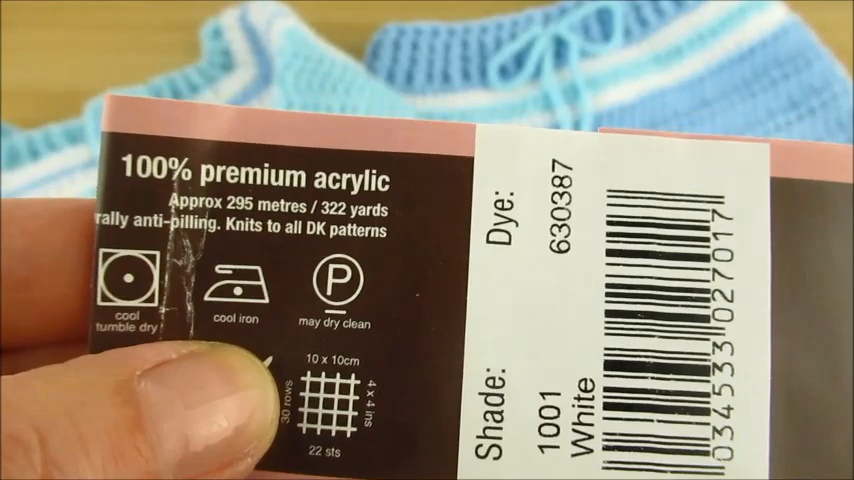 100% premium acrylic
Approx 295 metres / 322 yards
rally anti-pilling. Knits to all DK patterns
P
cool
tumble dry
cool iron
may dry clean
10 x 10cm
30 rows
4 x 4 ins
22 sts
Dye:
630387
Shade:
1001
White
034533 027017